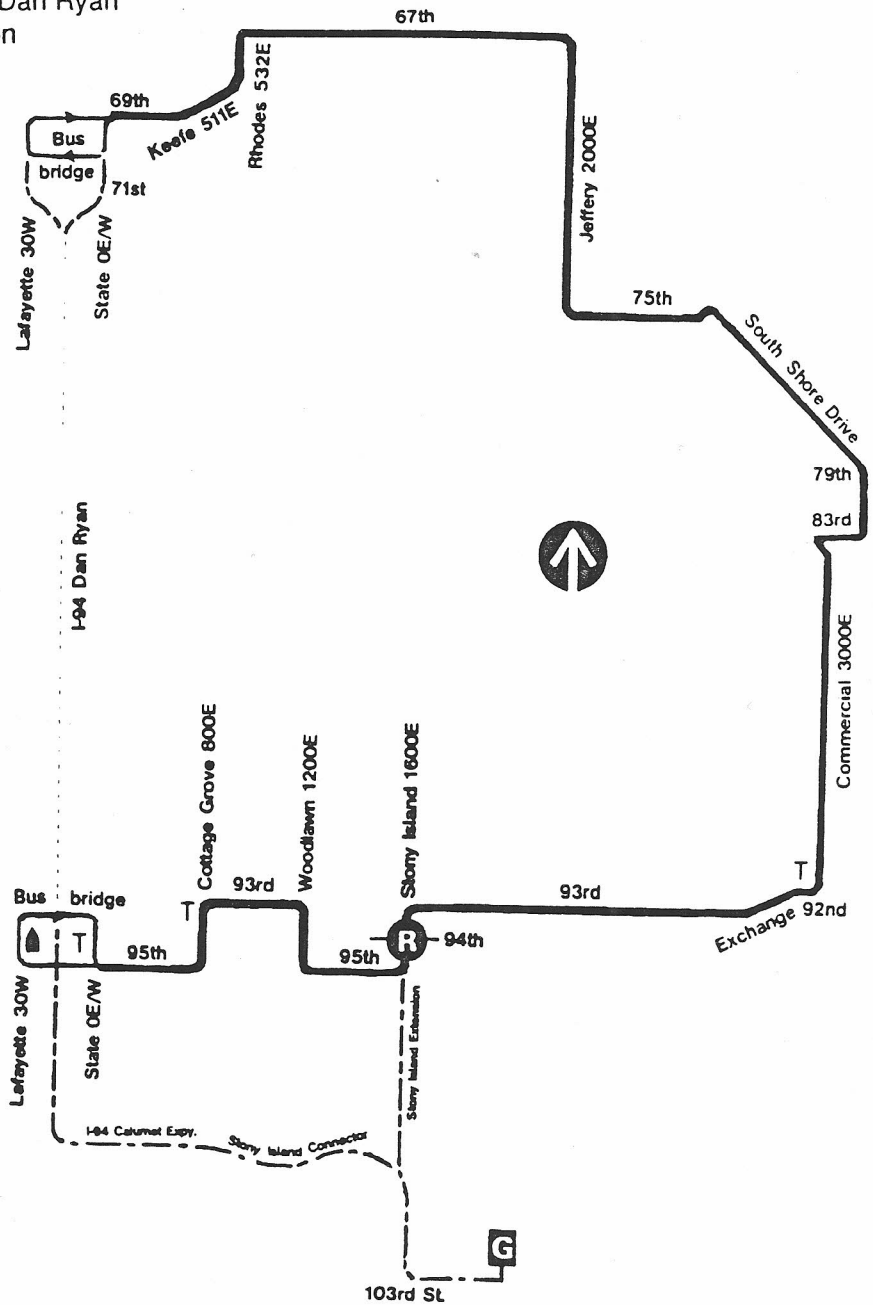 Dan Ryan
n
67th
69th
Keefe 511E
Rhodes 532E
Bus
bridge
71st
Lafayette 30W
State 0E/W
Jeffery 2000E
75th
South Shore Drive
79th
83rd
I-94 Dan Ryan
Commercial 3000E
Cottage Grove 800E
Woodlawn 1200E
Stony Island 1600E
93rd
93rd
T
T
Exchange 92nd
Bus bridge
T
95th
95th
R
94th
Lafayette 30W
State 0E/W
Stony Island Extension
I-94 Calumet Expy.
Stony Island Connector
G
103rd St.